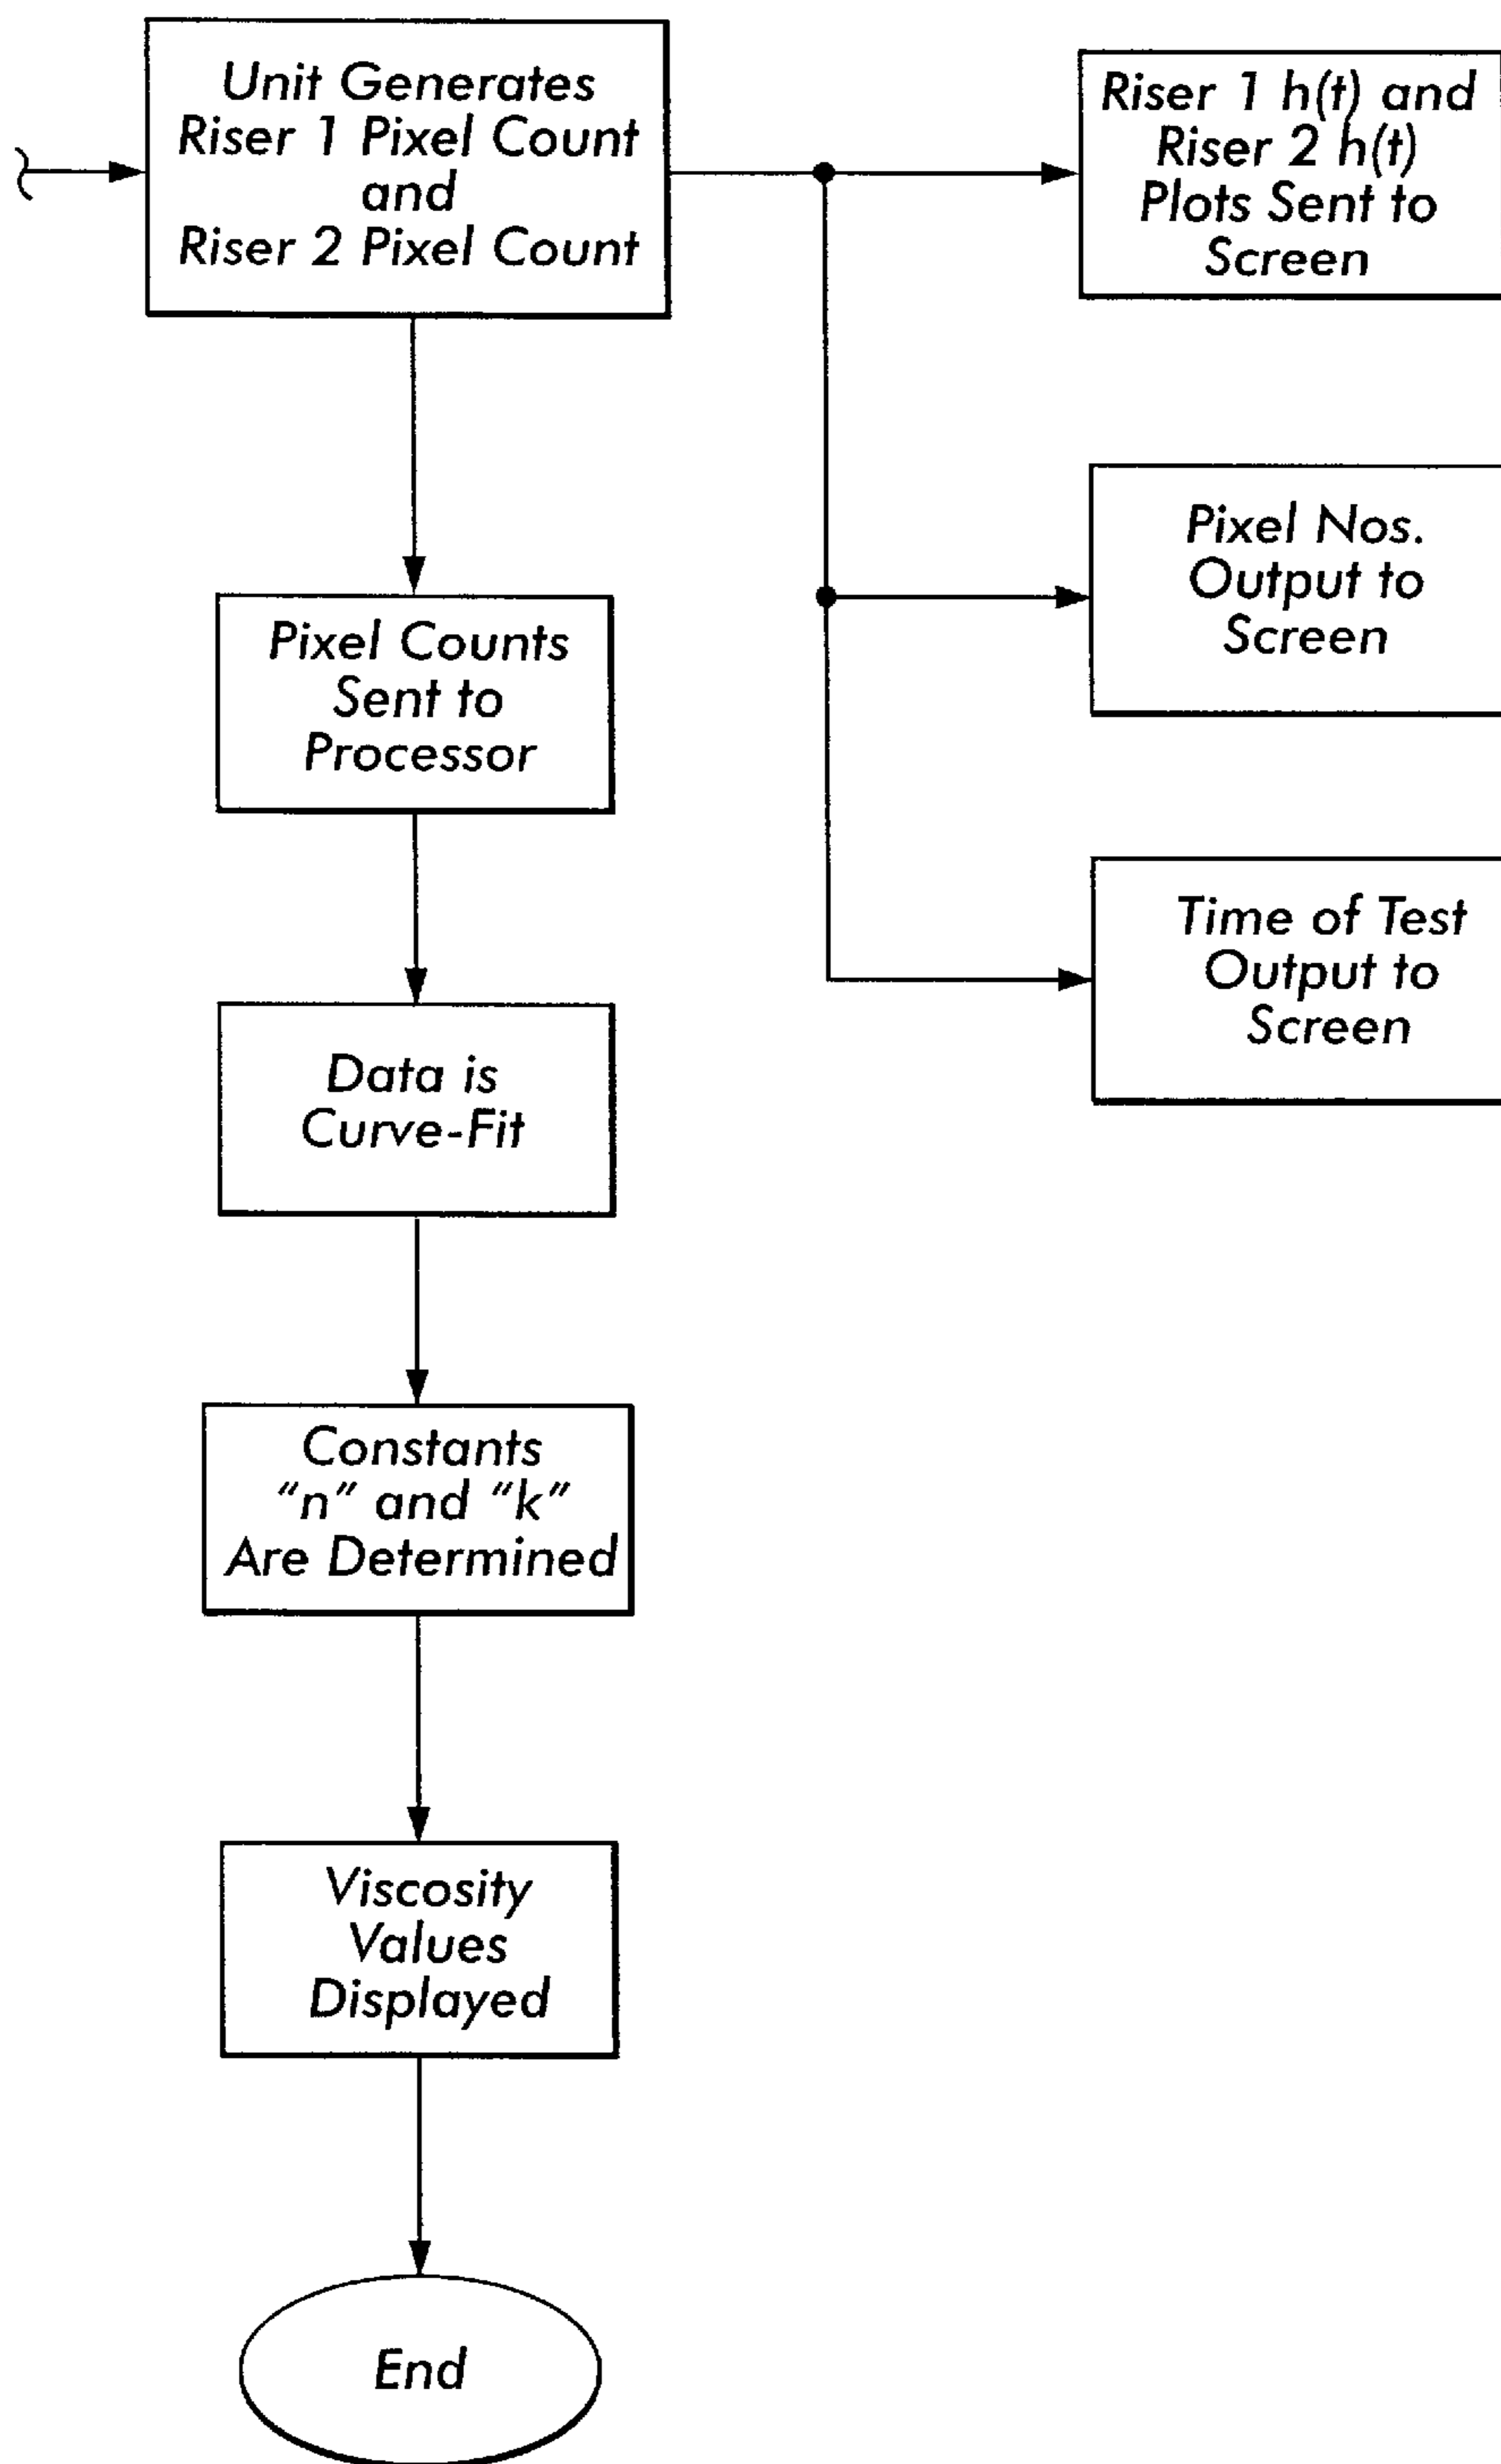 Unit Generates
Riser 1 Pixel Count
and
Riser 2 Pixel Count
Riser 1 h(t) and
Riser 2 h(t)
Plots Sent to
Screen
Pixel Nos.
Output to
Screen
Pixel Counts
Sent to
Processor
Time of Test
Output to
Screen
Data is
Curve-Fit
Constants
“n” and “k”
Are Determined
Viscosity
Values
Displayed
End